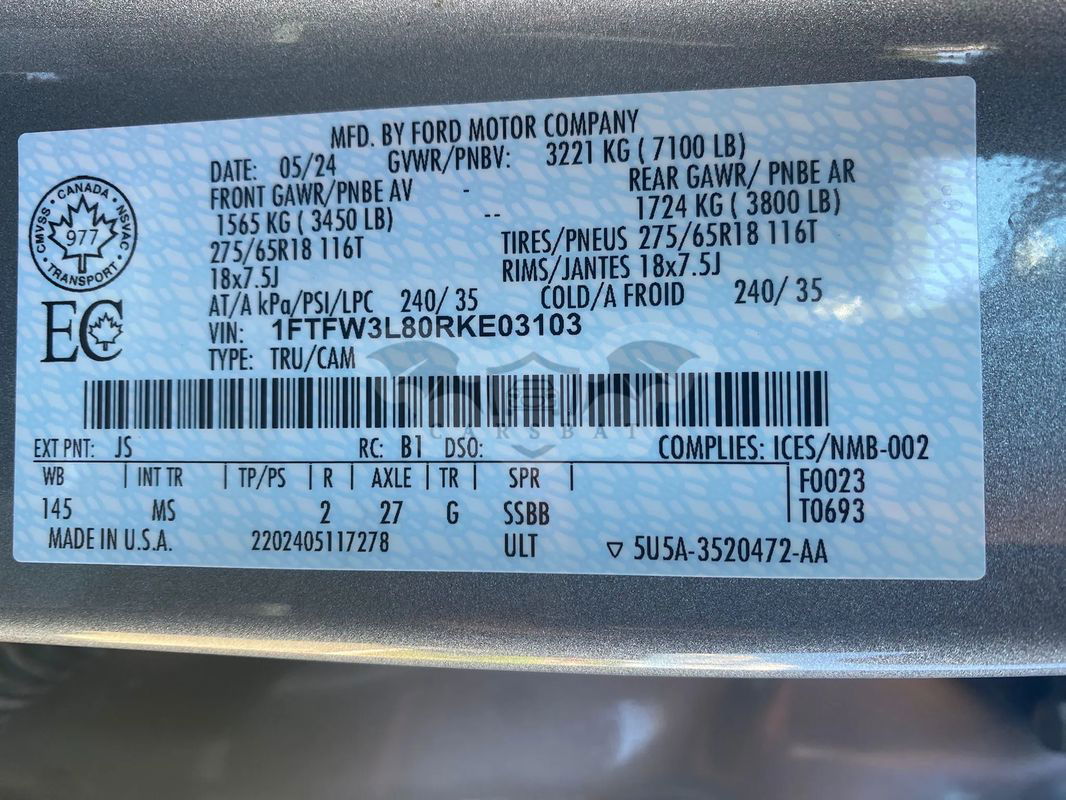 MFD. BY FORD MOTOR COMPANY
DATE: 05/24 GVWR/PNBV: 3221 KG ( 7100 LB)
FRONT GAWR/PNBE AV - REAR GAWR/ PNBE AR
1565 KG ( 3450 LB) -- 1724 KG ( 3800 LB)
275/65R18 116T TIRES/PNEUS 275/65R18 116T
18x7.5J RIMS/JANTES 18x7.5J
AT/A kPa/PSI/LPC 240/ 35 COLD/A FROID 240/ 35
VIN: 1FTFW3L80RKE03103
TYPE: TRU/CAM
CMVSS · CANADA · NSVAC
977
· TRANSPORT ·
EC
CARSBAT
EXT PNT: JS RC: B1 DSO: COMPLIES: ICES/NMB-002
WB | INT TR | TP/PS | R | AXLE | TR | SPR | F0023
145 MS 2 27 G SSBB T0693
MADE IN U.S.A. 2202405117278 ULT ▽ 5U5A-3520472-AA